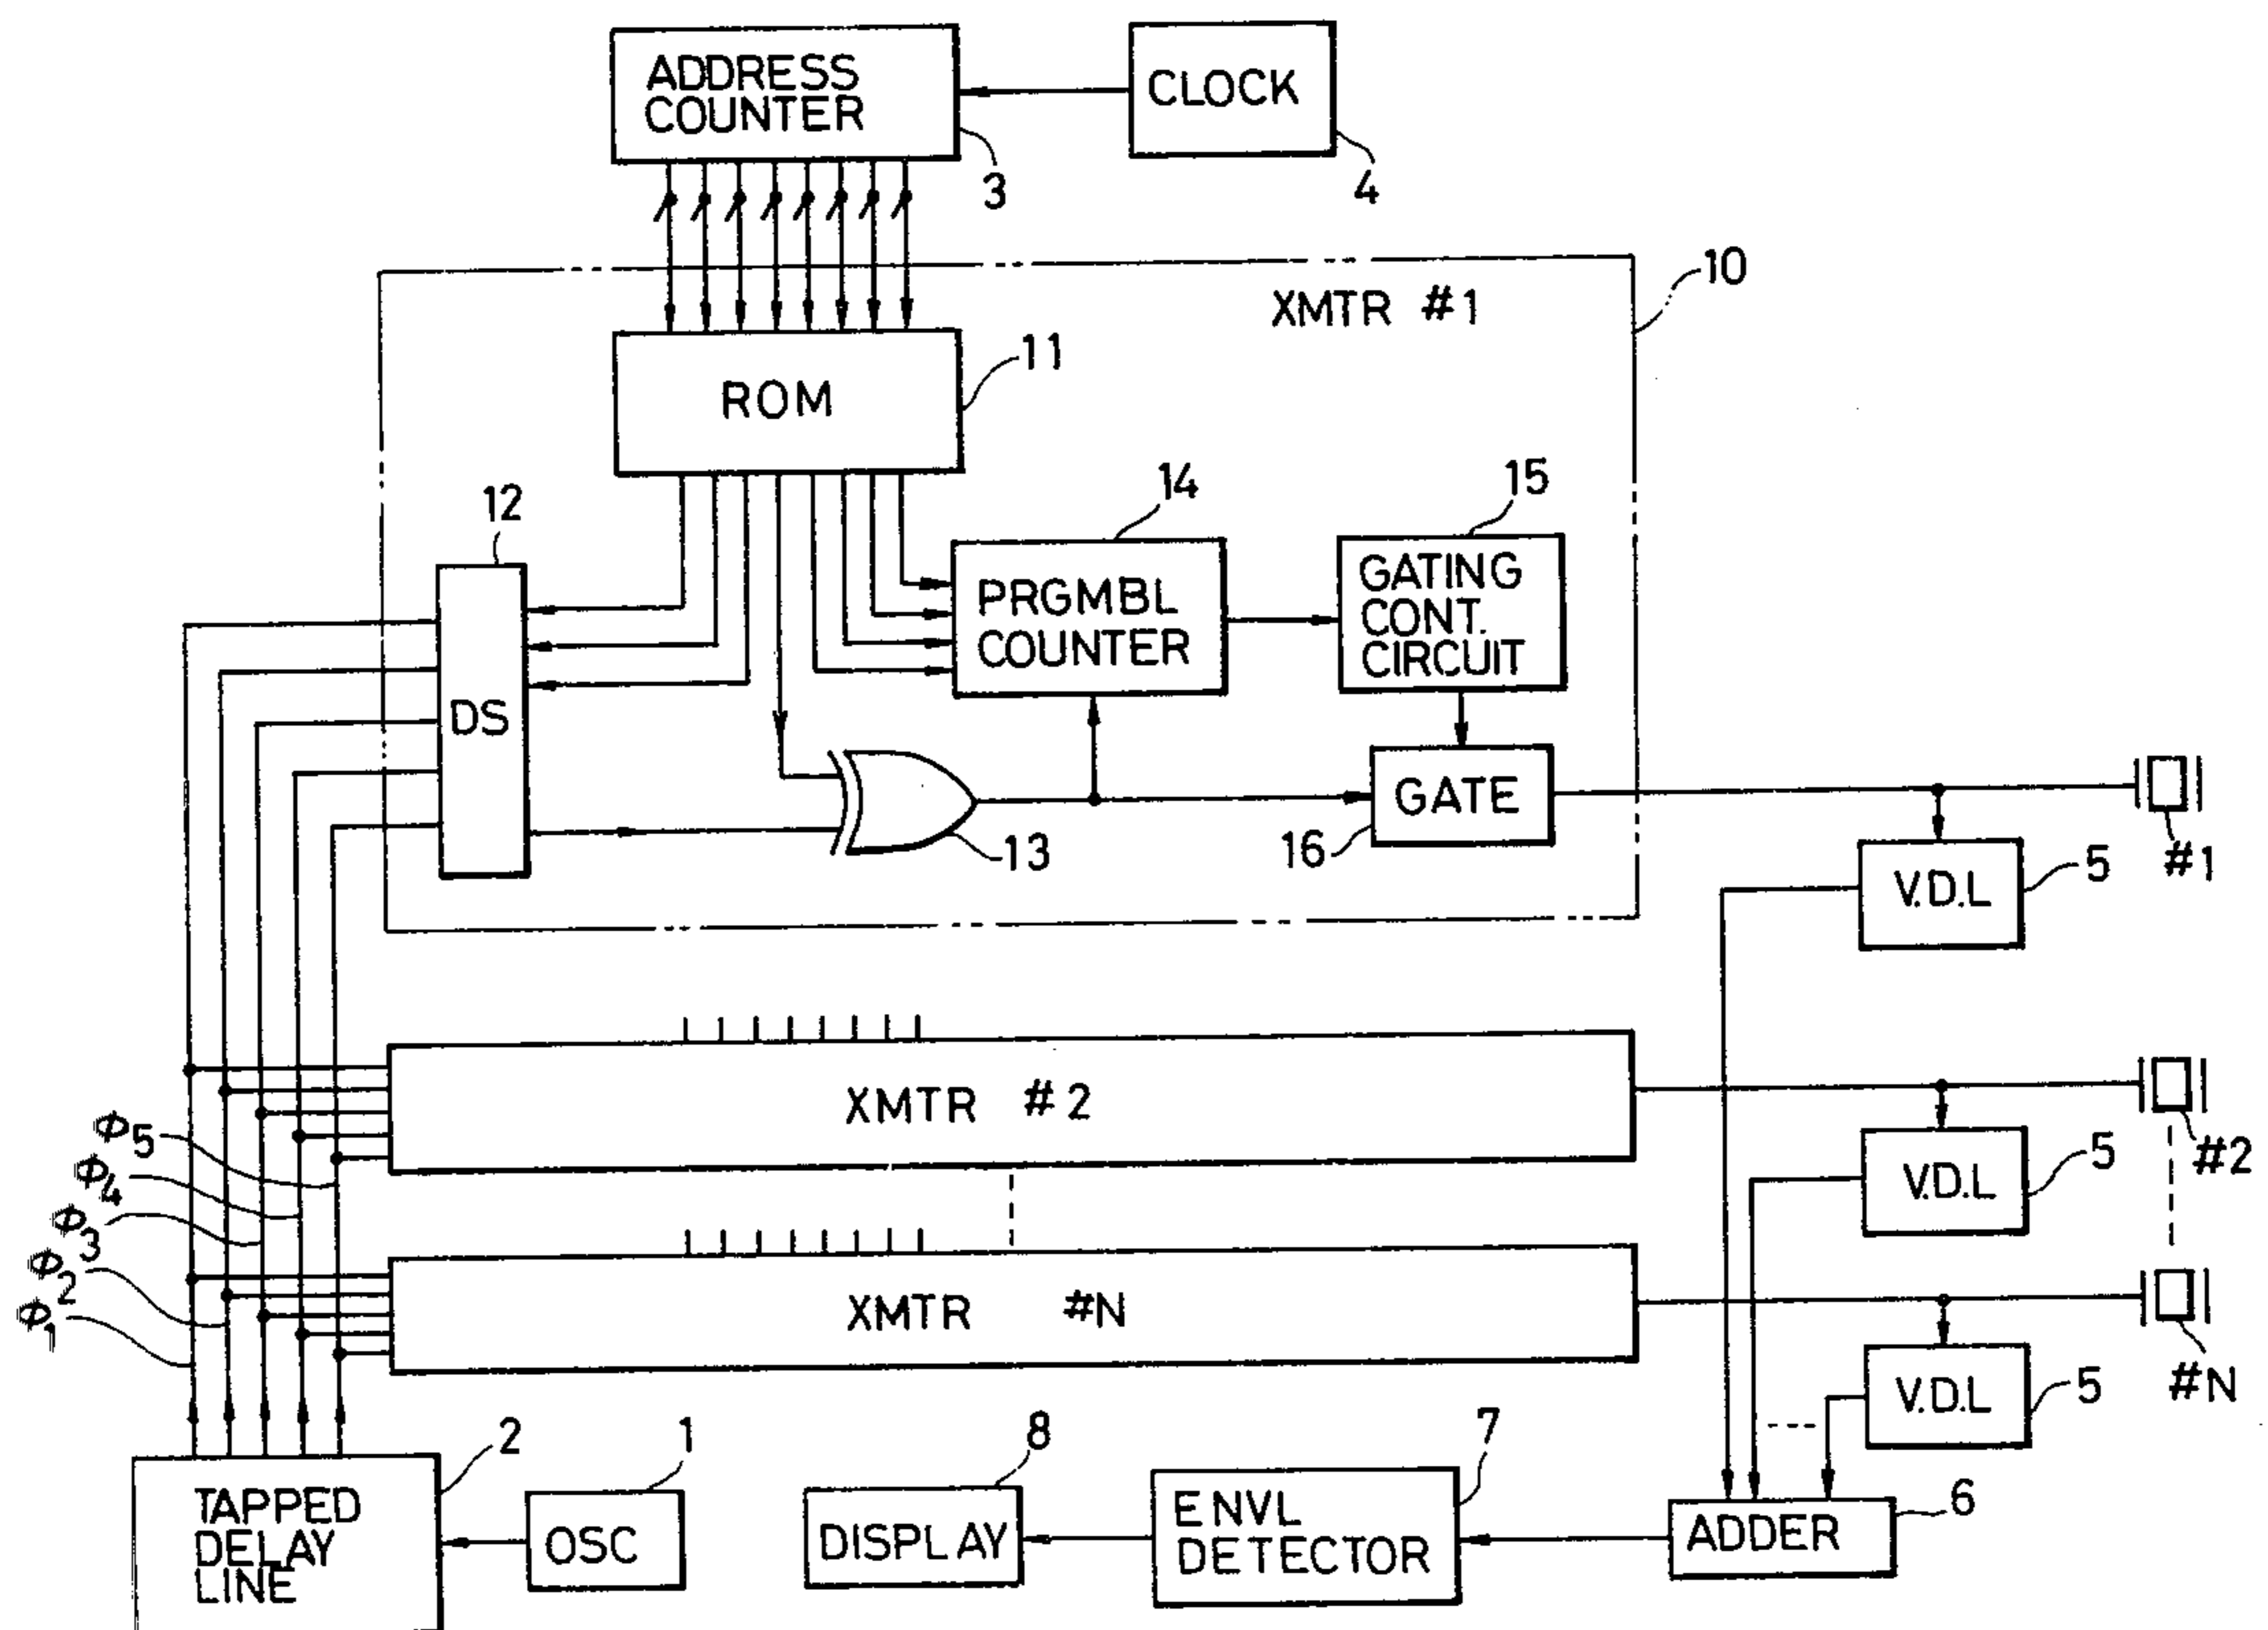 ADDRESS
COUNTER
CLOCK
3
4
10
XMTR #1
ROM
11
12
14
15
PRGMBL
COUNTER
GATING
CONT.
CIRCUIT
DS
GATE
13
16
#1
V.D.L
5
XMTR #2
#2
V.D.L
5
Φ5
Φ4
Φ3
Φ2
Φ1
XMTR #N
#N
V.D.L
5
2
1
8
7
6
TAPPED
DELAY
LINE
OSC
DISPLAY
ENVL
DETECTOR
ADDER